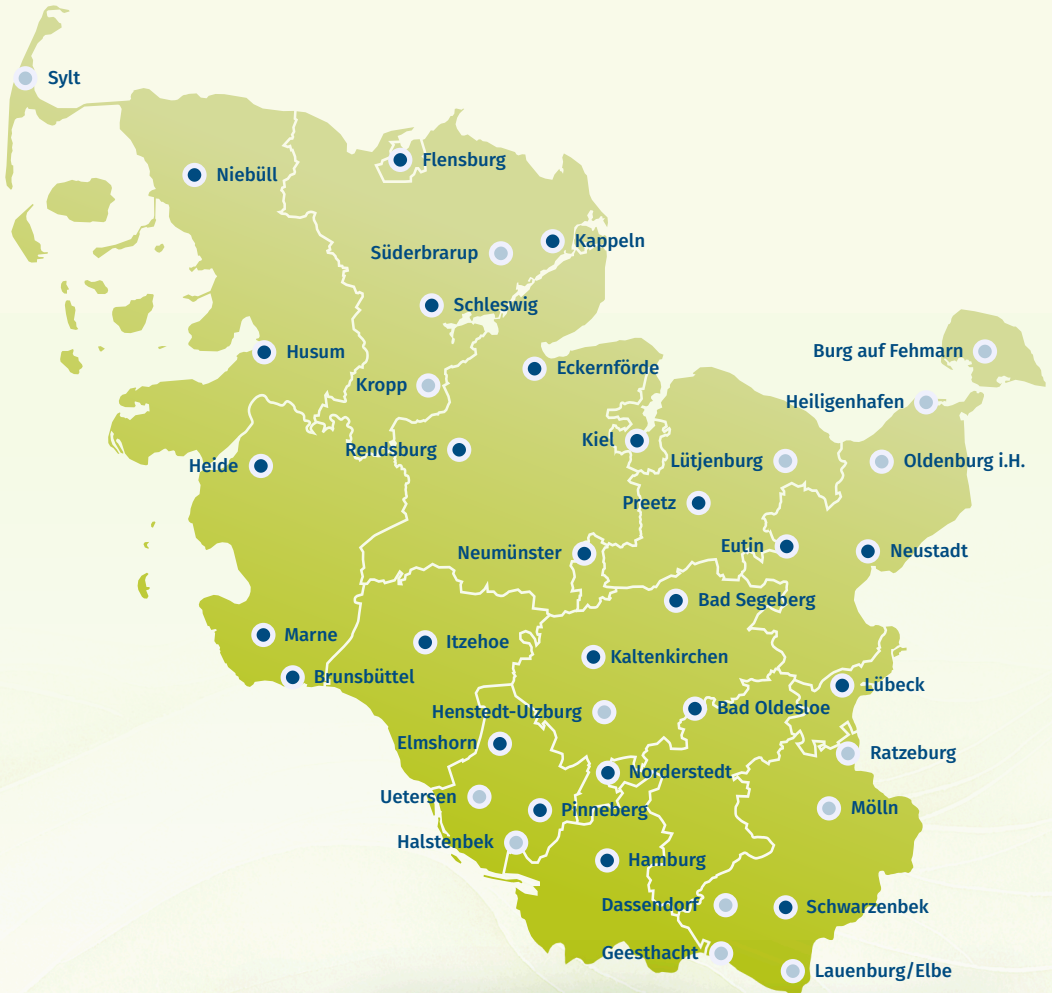 Sylt
Flensburg
Niebüll
Kappeln
Süderbrarup
Schleswig
Husum
Burg auf Fehmarn
Eckernförde
Kropp
Heiligenhafen
Kiel
Rendsburg
Lütjenburg
Oldenburg i.H.
Heide
Preetz
Eutin
Neustadt
Neumünster
Bad Segeberg
Marne
Itzehoe
Kaltenkirchen
Brunsbüttel
Lübeck
Bad Oldesloe
Henstedt-Ulzburg
Elmshorn
Ratzeburg
Norderstedt
Uetersen
Mölln
Pinneberg
Halstenbek
Hamburg
Dassendorf
Schwarzenbek
Geesthacht
Lauenburg/Elbe